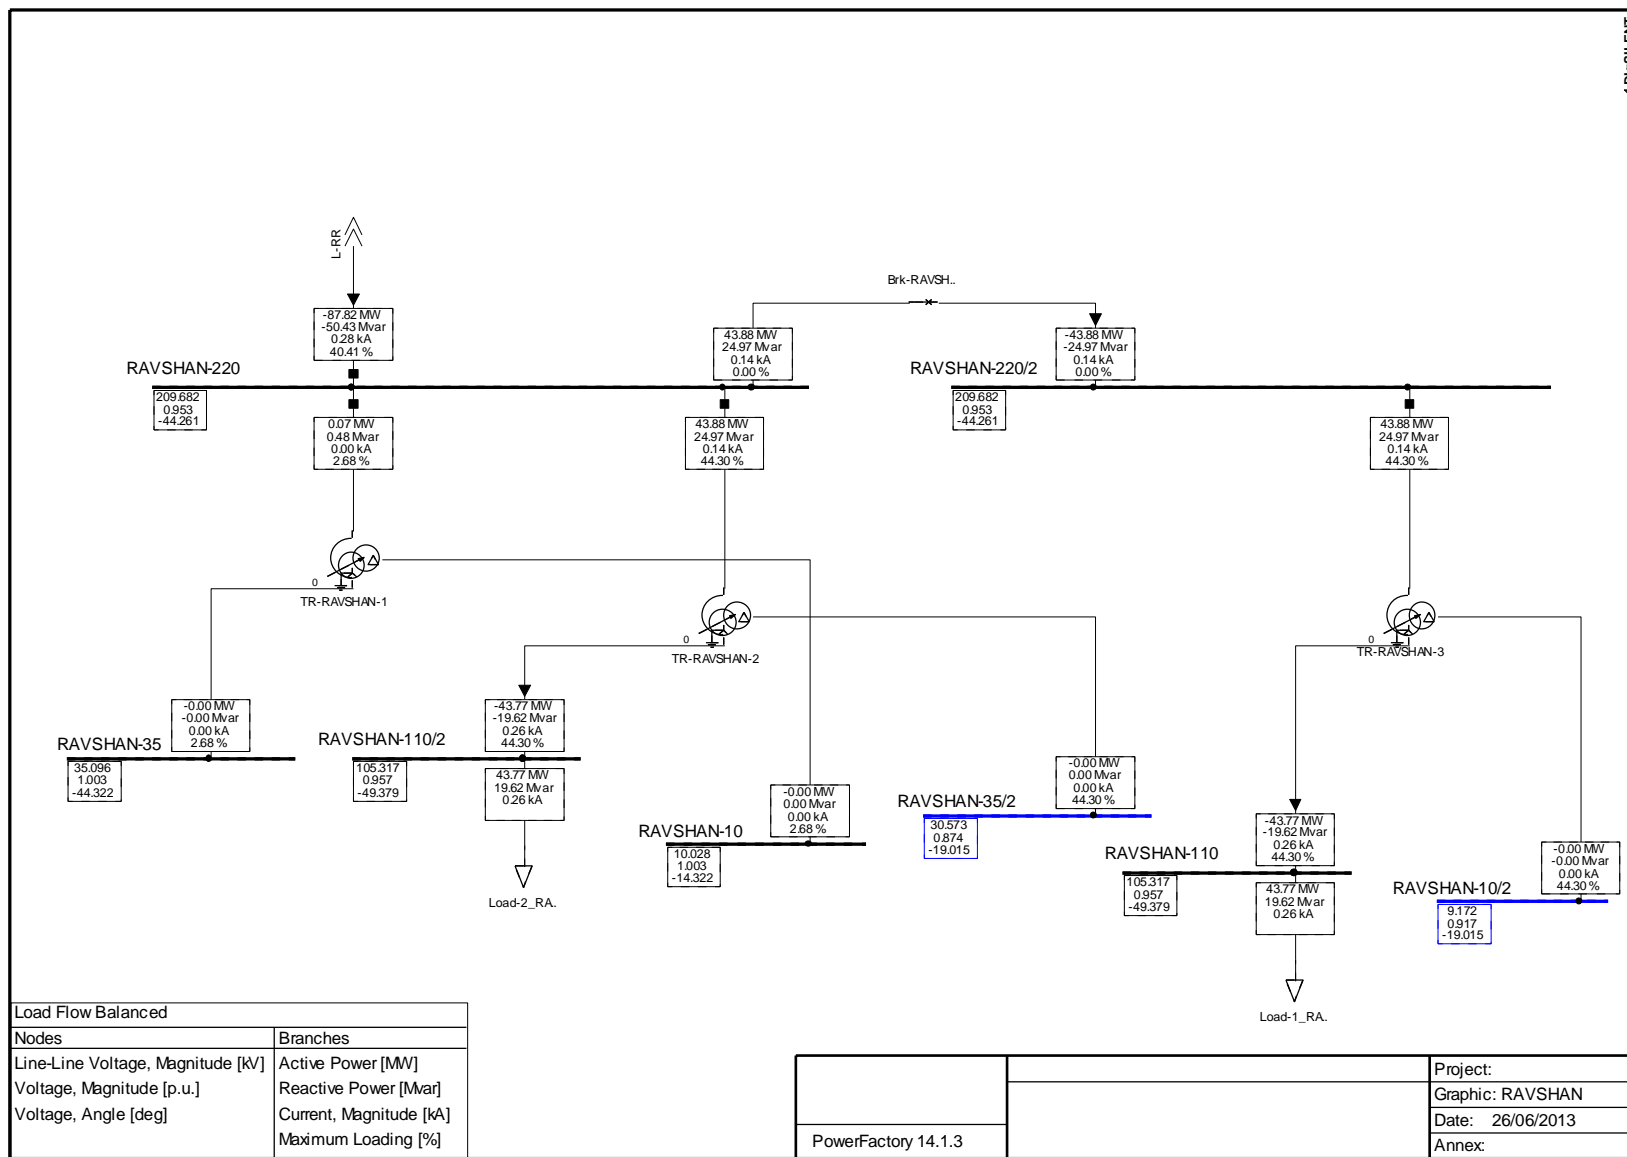 L-RR
Brk-RAVSH..
-87.82 MW
-50.43 Mvar
0.28 kA
40.41 %
43.88 MW
24.97 Mvar
0.14 kA
0.00 %
-43.88 MW
-24.97 Mvar
0.14 kA
0.00 %
RAVSHAN-220
RAVSHAN-220/2
209.682
0.953
-44.261
209.682
0.953
-44.261
0.07 MW
0.48 Mvar
0.00 kA
2.68 %
43.88 MW
24.97 Mvar
0.14 kA
44.30 %
43.88 MW
24.97 Mvar
0.14 kA
44.30 %
0
TR-RAVSHAN-1
0
TR-RAVSHAN-2
0
TR-RAVSHAN-3
-0.00 MW
-0.00 Mvar
0.00 kA
2.68 %
-43.77 MW
-19.62 Mvar
0.26 kA
44.30 %
RAVSHAN-35
RAVSHAN-110/2
35.096
1.003
-44.322
105.317
0.957
-49.379
43.77 MW
19.62 Mvar
0.26 kA
Load-2_RA..
-0.00 MW
0.00 Mvar
0.00 kA
2.68 %
RAVSHAN-10
10.028
1.003
-14.322
-0.00 MW
0.00 Mvar
0.00 kA
44.30 %
RAVSHAN-35/2
30.573
0.874
-19.015
-43.77 MW
-19.62 Mvar
0.26 kA
44.30 %
RAVSHAN-110
105.317
0.957
-49.379
43.77 MW
19.62 Mvar
0.26 kA
Load-1_RA..
-0.00 MW
-0.00 Mvar
0.00 kA
44.30 %
RAVSHAN-10/2
9.172
0.917
-19.015
Load Flow Balanced
Nodes
Branches
Line-Line Voltage, Magnitude [kV]
Active Power [MW]
Voltage, Magnitude [p.u.]
Reactive Power [Mvar]
Voltage, Angle [deg]
Current, Magnitude [kA]
Maximum Loading [%]
PowerFactory 14.1.3
Project:
Graphic: RAVSHAN
Date: 26/06/2013
Annex: